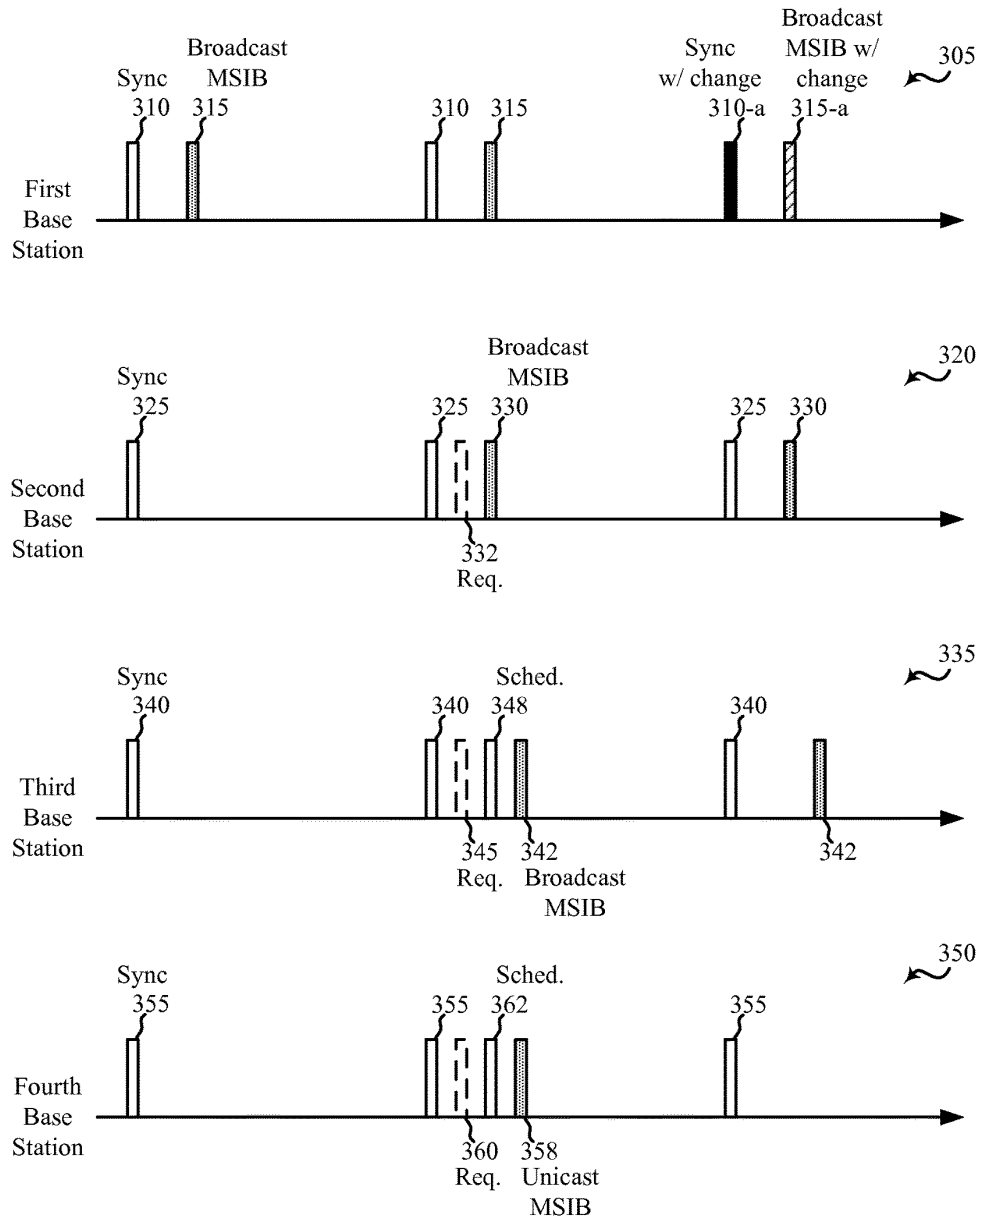 Broadcast
MSIB
Sync
310
315
310
315
Sync
w/ change
310-a
Broadcast
MSIB w/
change
315-a
305
First
Base
Station
Broadcast
MSIB
320
Sync
325
325
330
325
330
Second
Base
Station
332
Req.
335
Sync
340
340
Sched.
348
340
Third
Base
Station
345
Req.
342
Broadcast
MSIB
342
350
Sync
355
355
Sched.
362
355
Fourth
Base
Station
360
Req.
358
Unicast
MSIB